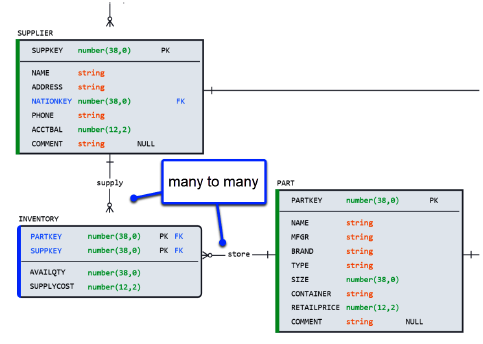 SUPPLIER
SUPPKEY number(38,0) PK
NAME string
ADDRESS string
NATIONKEY number(38,0) FK
PHONE string
ACCTBAL number(12,2)
COMMENT string NULL
supply
many to many
INVENTORY
PARTKEY number(38,0) PK FK
SUPPKEY number(38,0) PK FK
AVAILQTY number(38,0)
SUPPLYCOST number(12,2)
store
PART
PARTKEY number(38,0) PK
NAME string
MFGR string
BRAND string
TYPE string
SIZE number(38,0)
CONTAINER string
RETAILPRICE number(12,2)
COMMENT string NULL